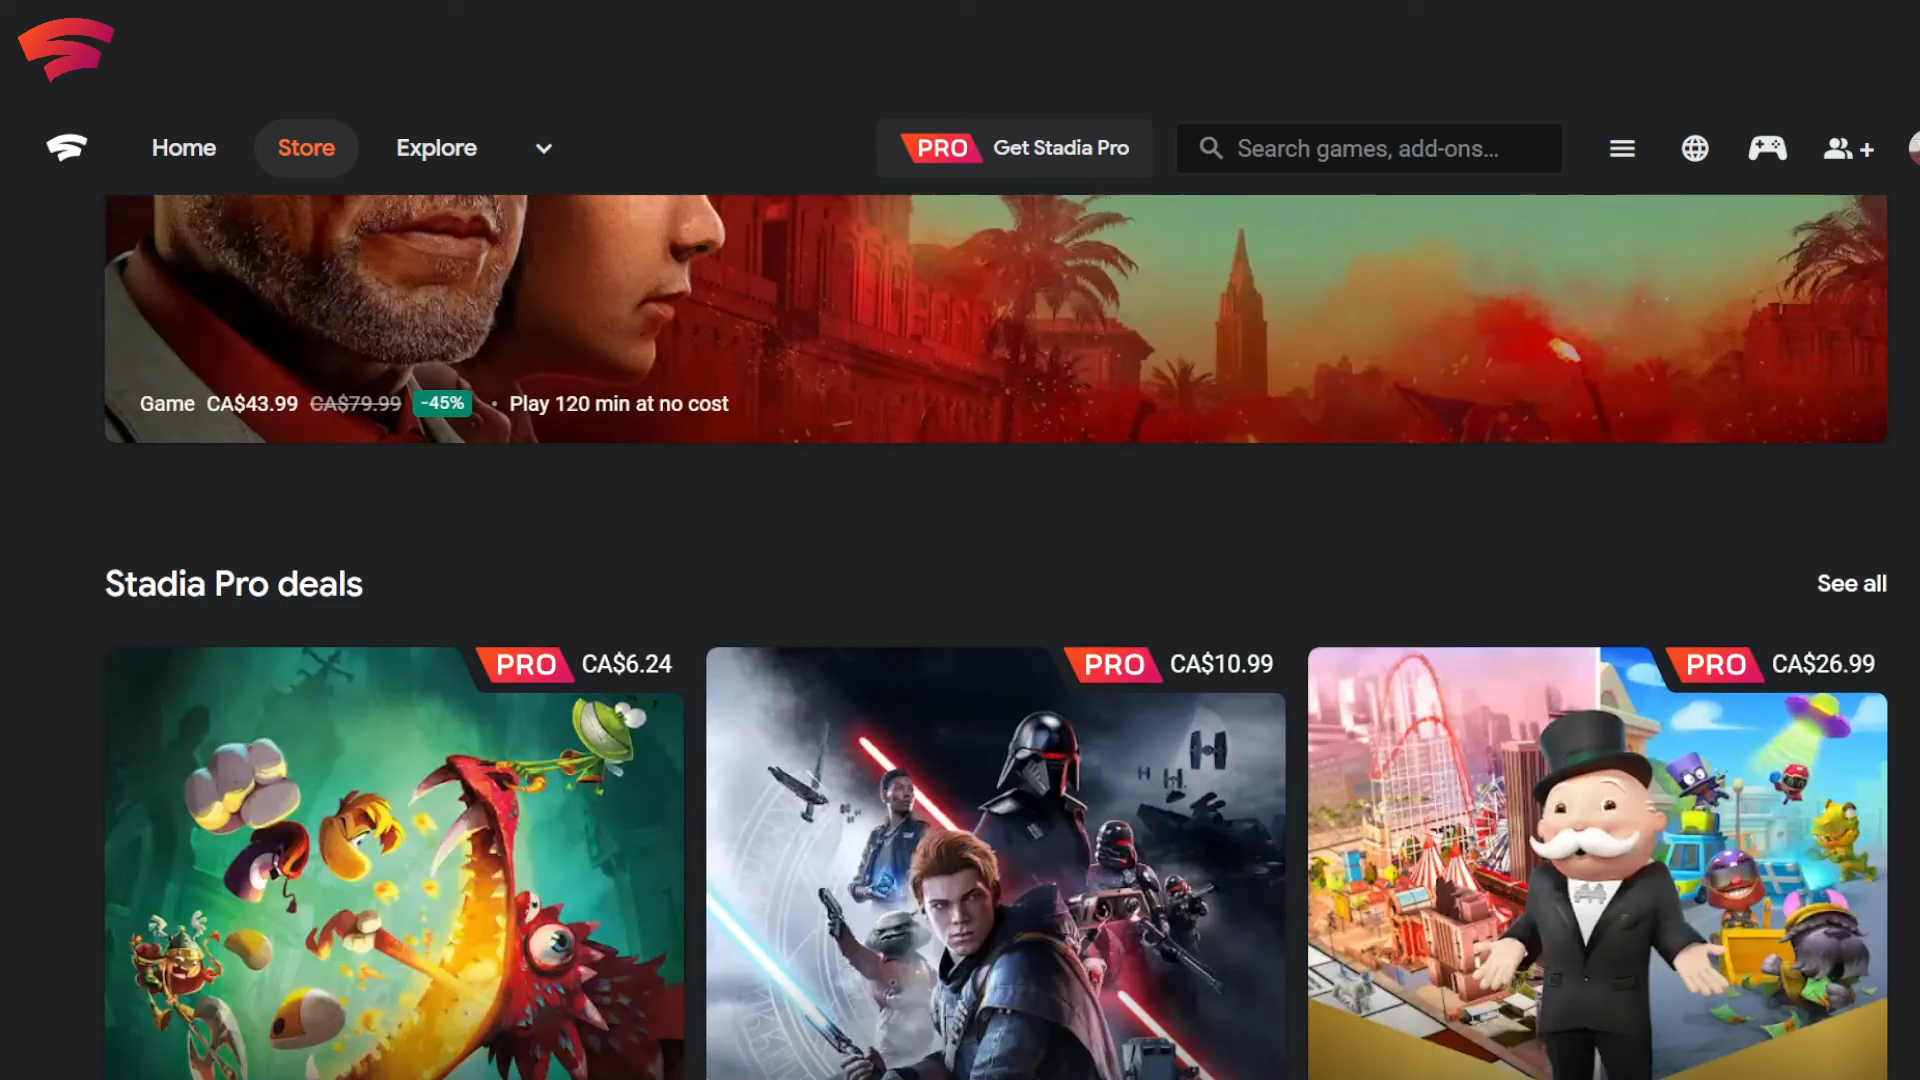 Home Store Explore PRO Get Stadia Pro Search games, add-ons...
Game CA$43.99 CA$79.99 -45% • Play 120 min at no cost
Stadia Pro deals See all
PRO CA$6.24 PRO CA$10.99 PRO CA$26.99